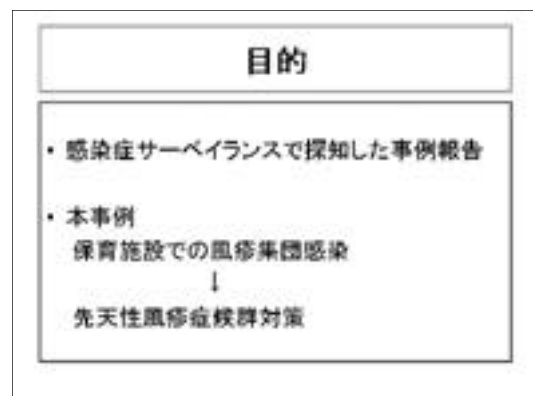 目的
・ 感染症サーベイランスで探知した事例報告
・ 本事例
保育施設での風疹集団感染
↓
先天性風疹症候群対策